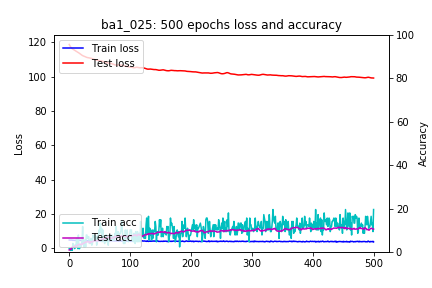 ba1_025: 500 epochs loss and accuracy
120
100
80
60
40
20
0
Loss
Train loss
Test loss
Train acc
Test acc
100
80
60
40
20
0
Accuracy
0
100
200
300
400
500